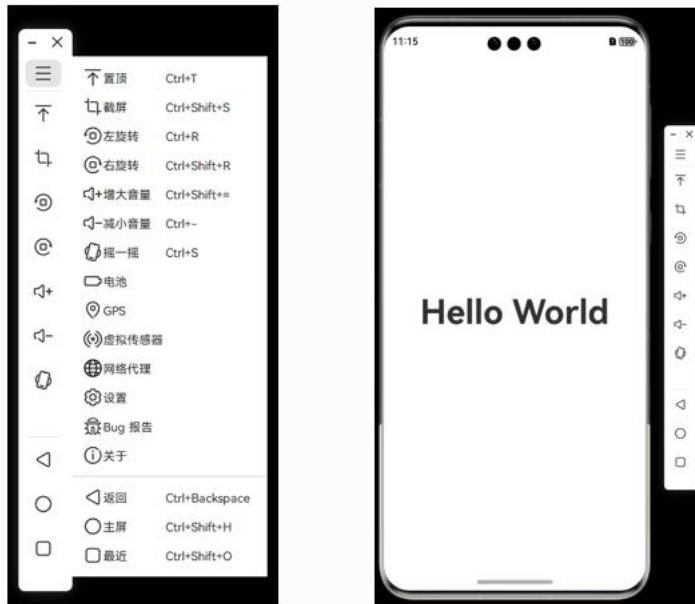 置顶 Ctrl+T
截屏 Ctrl+Shift+S
左旋转 Ctrl+R
右旋转 Ctrl+Shift+R
增大音量 Ctrl+Shift+=
减小音量 Ctrl+-
摇一摇 Ctrl+S
电池
GPS
虚拟传感器
网络代理
设置
Bug 报告
关于
返回 Ctrl+Backspace
主屏 Ctrl+Shift+H
最近 Ctrl+Shift+O
11:15 100
Hello World